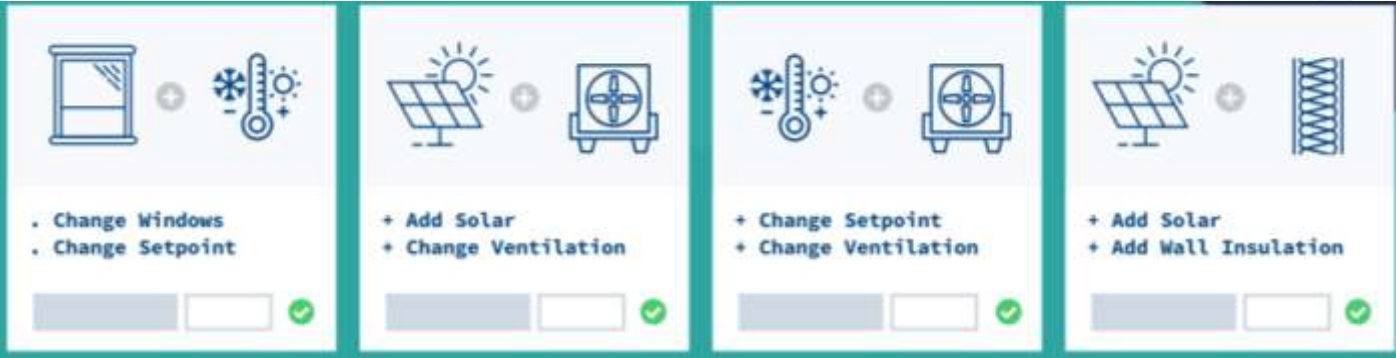 . Change Windows
. Change Setpoint
+ Add Solar
+ Change Ventilation
+ Change Setpoint
+ Change Ventilation
+ Add Solar
+ Add Wall Insulation